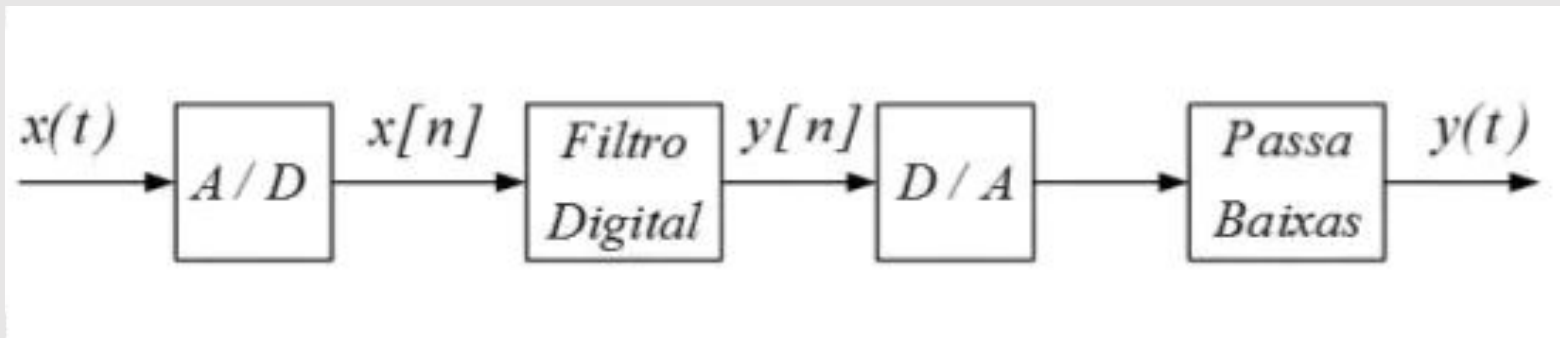 x(t)
A / D
x[n]
Filtro
Digital
y[n]
D / A
Passa
Baixas
y(t)